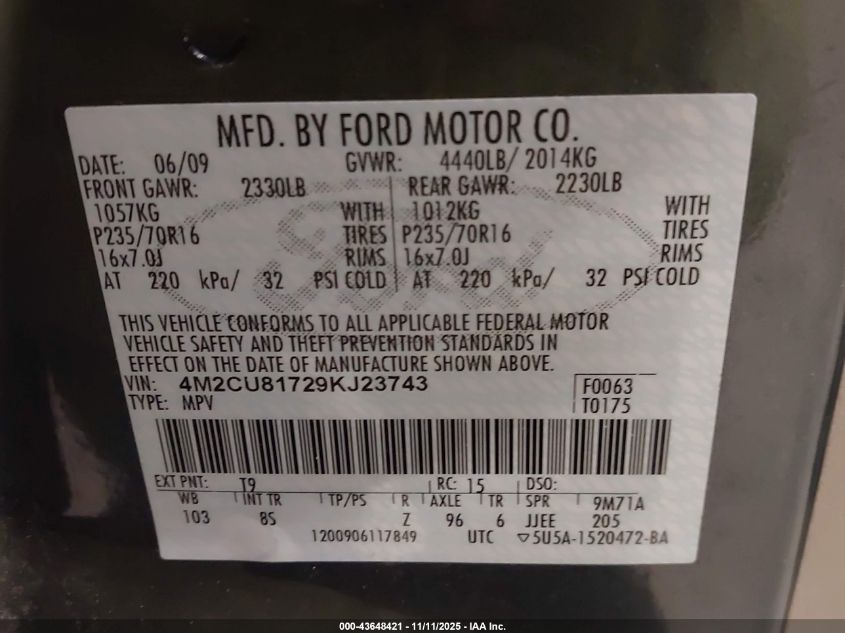 MFD. BY FORD MOTOR CO.
DATE: 06/09 GVWR: 4440LB/ 2014KG
FRONT GAWR: 2330LB REAR GAWR: 2230LB
1057KG WITH 1012KG WITH
P235/70R16 TIRES P235/70R16 TIRES
16x7.0J RIMS 16x7.0J RIMS
AT 220 kPa/ 32 PSI COLD AT 220 kPa/ 32 PSI COLD
THIS VEHICLE CONFORMS TO ALL APPLICABLE FEDERAL MOTOR
VEHICLE SAFETY AND THEFT PREVENTION STANDARDS IN
EFFECT ON THE DATE OF MANUFACTURE SHOWN ABOVE.
VIN: 4M2CU81729KJ23743 F0063
TYPE: MPV T0175
EXT PNT: T9 RC: 15 DSO:
WB INT TR TP/PS R AXLE TR SPR 9M71A
103 8S Z 96 6 JJEE 205
1200906117849 UTC ▽5U5A-1520472-BA
000-43648421 - 11/11/2025 - IAA Inc.